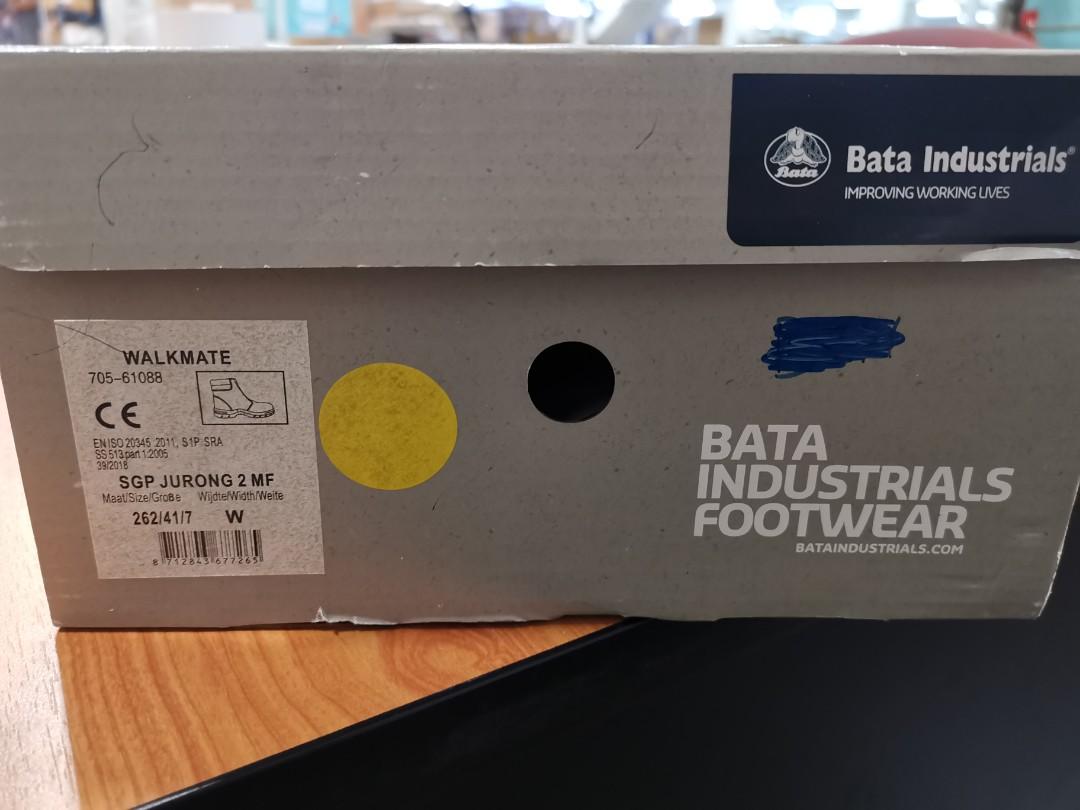 Bata
Bata Industrials®
IMPROVING WORKING LIVES
WALKMATE
705-61088
CE
EN ISO 20345 2011, S1P SRA
SS 513 part 1:2005
39/2018
SGP JURONG 2 MF
Maat/Size/Große Wijdte/Width/Weite
262/41/7 W
8 712843 677265
BATA
INDUSTRIALS
FOOTWEAR
BATAINDUSTRIALS.COM